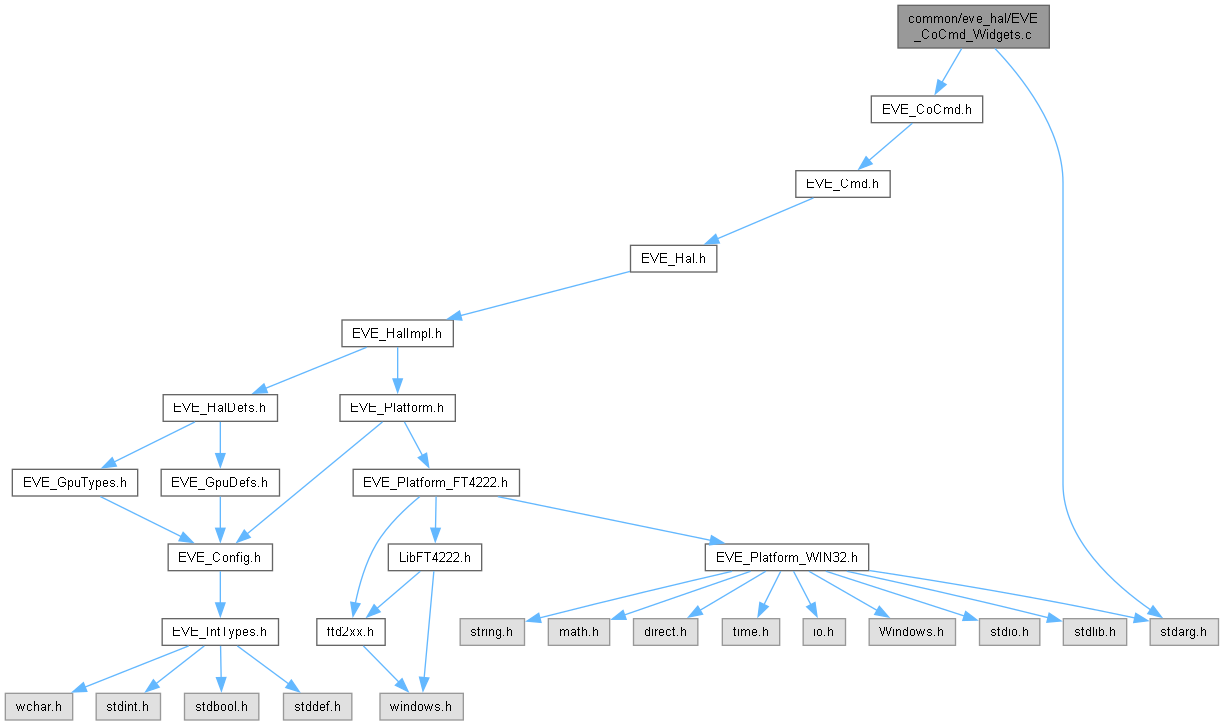 common/eve_hal/EVE
_CoCmd_Widgets.c
EVE_CoCmd.h
EVE_Cmd.h
EVE_Hal.h
EVE_HalImpl.h
EVE_HalDefs.h
EVE_Platform.h
EVE_GpuTypes.h
EVE_GpuDefs.h
EVE_Platform_FT4222.h
EVE_Config.h
LibFT4222.h
EVE_Platform_WIN32.h
EVE_IntTypes.h
ftd2xx.h
string.h
math.h
direct.h
time.h
io.h
Windows.h
stdio.h
stdlib.h
stdarg.h
wchar.h
stdint.h
stdbool.h
stddef.h
windows.h